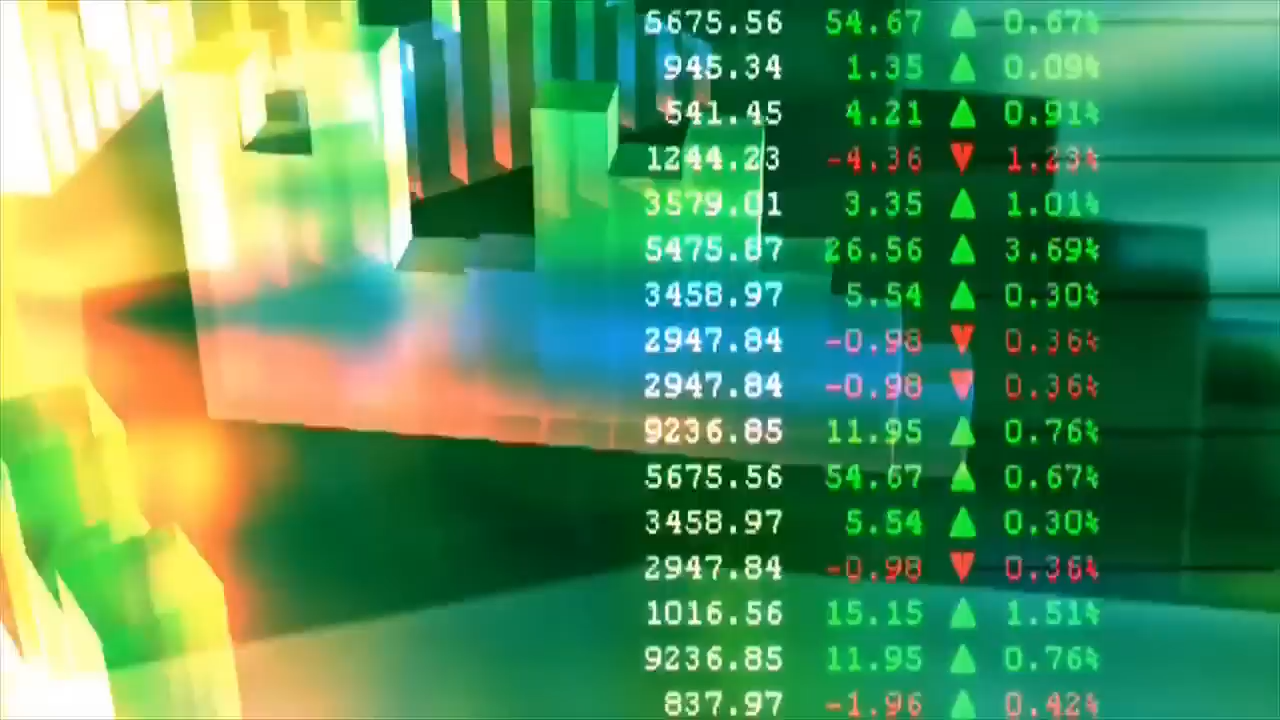 5675.56 54.67 ▲ 0.67%
945.34 1.35 ▲ 0.09%
541.45 4.21 ▲ 0.91%
1244.23 -4.36 ▼ 1.23%
3579.01 3.35 ▲ 1.01%
5475.87 26.56 ▲ 3.69%
3458.97 5.54 ▲ 0.30%
2947.84 -0.98 ▼ 0.36%
2947.84 -0.98 ▼ 0.36%
9236.85 11.95 ▲ 0.76%
5675.56 54.67 ▲ 0.67%
3458.97 5.54 ▲ 0.30%
2947.84 -0.98 ▼ 0.36%
1016.56 15.15 ▲ 1.51%
9236.85 11.95 ▲ 0.76%
837.97 -1.96 ▲ 0.42%